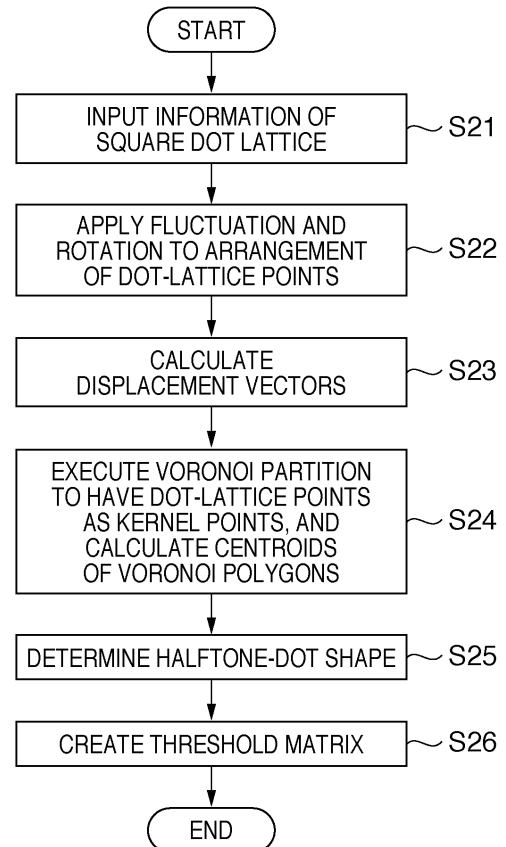 START
INPUT INFORMATION OF
SQUARE DOT LATTICE
S21
APPLY FLUCTUATION AND
ROTATION TO ARRANGEMENT
OF DOT-LATTICE POINTS
S22
CALCULATE
DISPLACEMENT VECTORS
S23
EXECUTE VORONOI PARTITION
TO HAVE DOT-LATTICE POINTS
AS KERNEL POINTS, AND
CALCULATE CENTROIDS
OF VORONOI POLYGONS
S24
DETERMINE HALFTONE-DOT SHAPE
S25
CREATE THRESHOLD MATRIX
S26
END